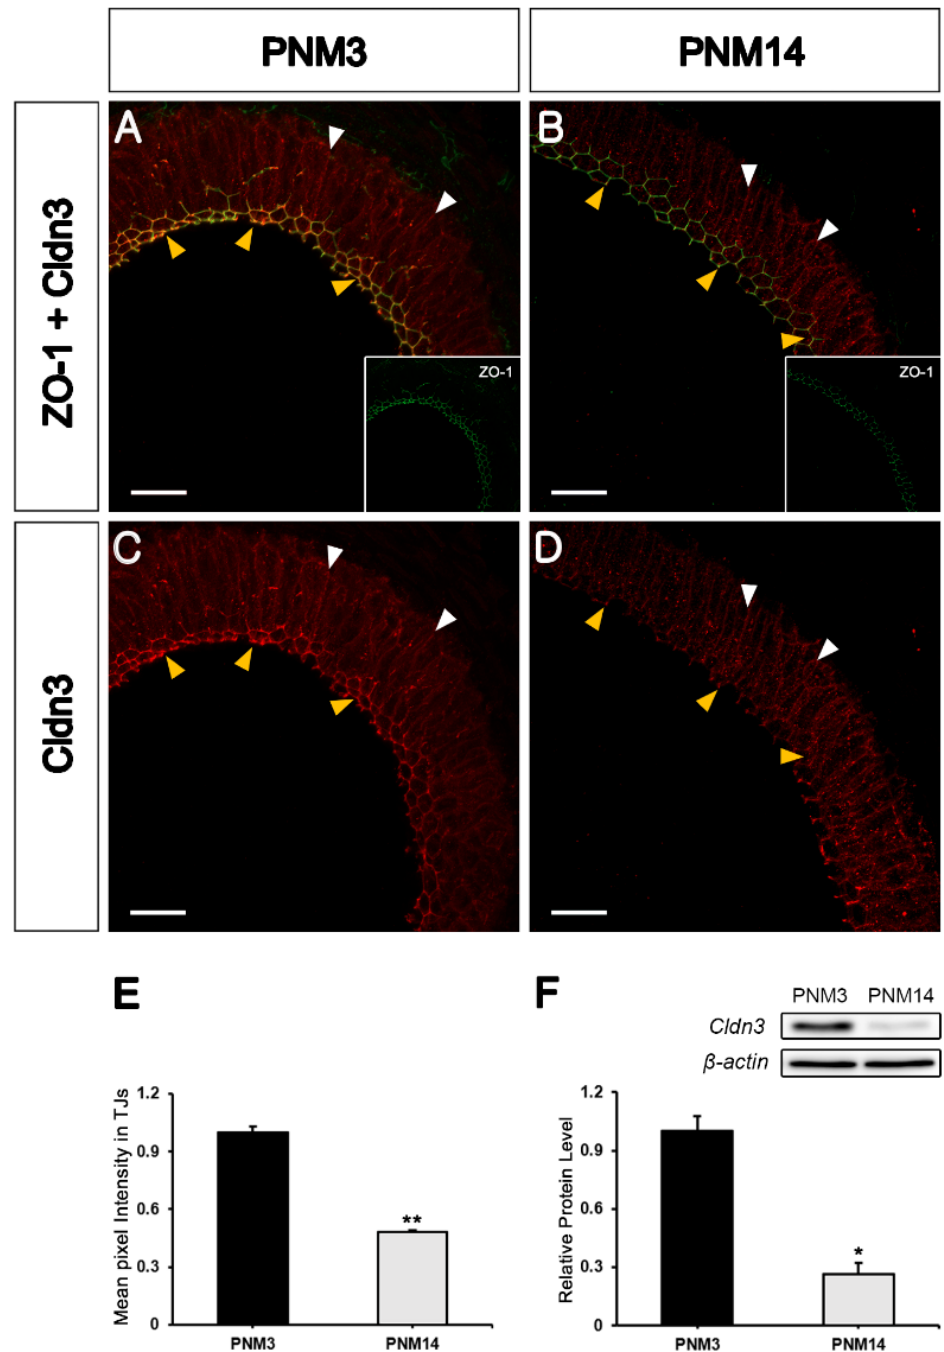 PNM3
PNM14
ZO-1 + Cldn3
A
B
ZO-1
ZO-1
Cldn3
C
D
E
F
PNM3 PNM14
Cldn3
β-actin
Mean pixel Intensity in TJs
1.2
0.9
0.6
0.3
0
**
PNM3
PNM14
Relative Protein Level
1.2
0.9
0.6
0.3
0
*
PNM3
PNM14